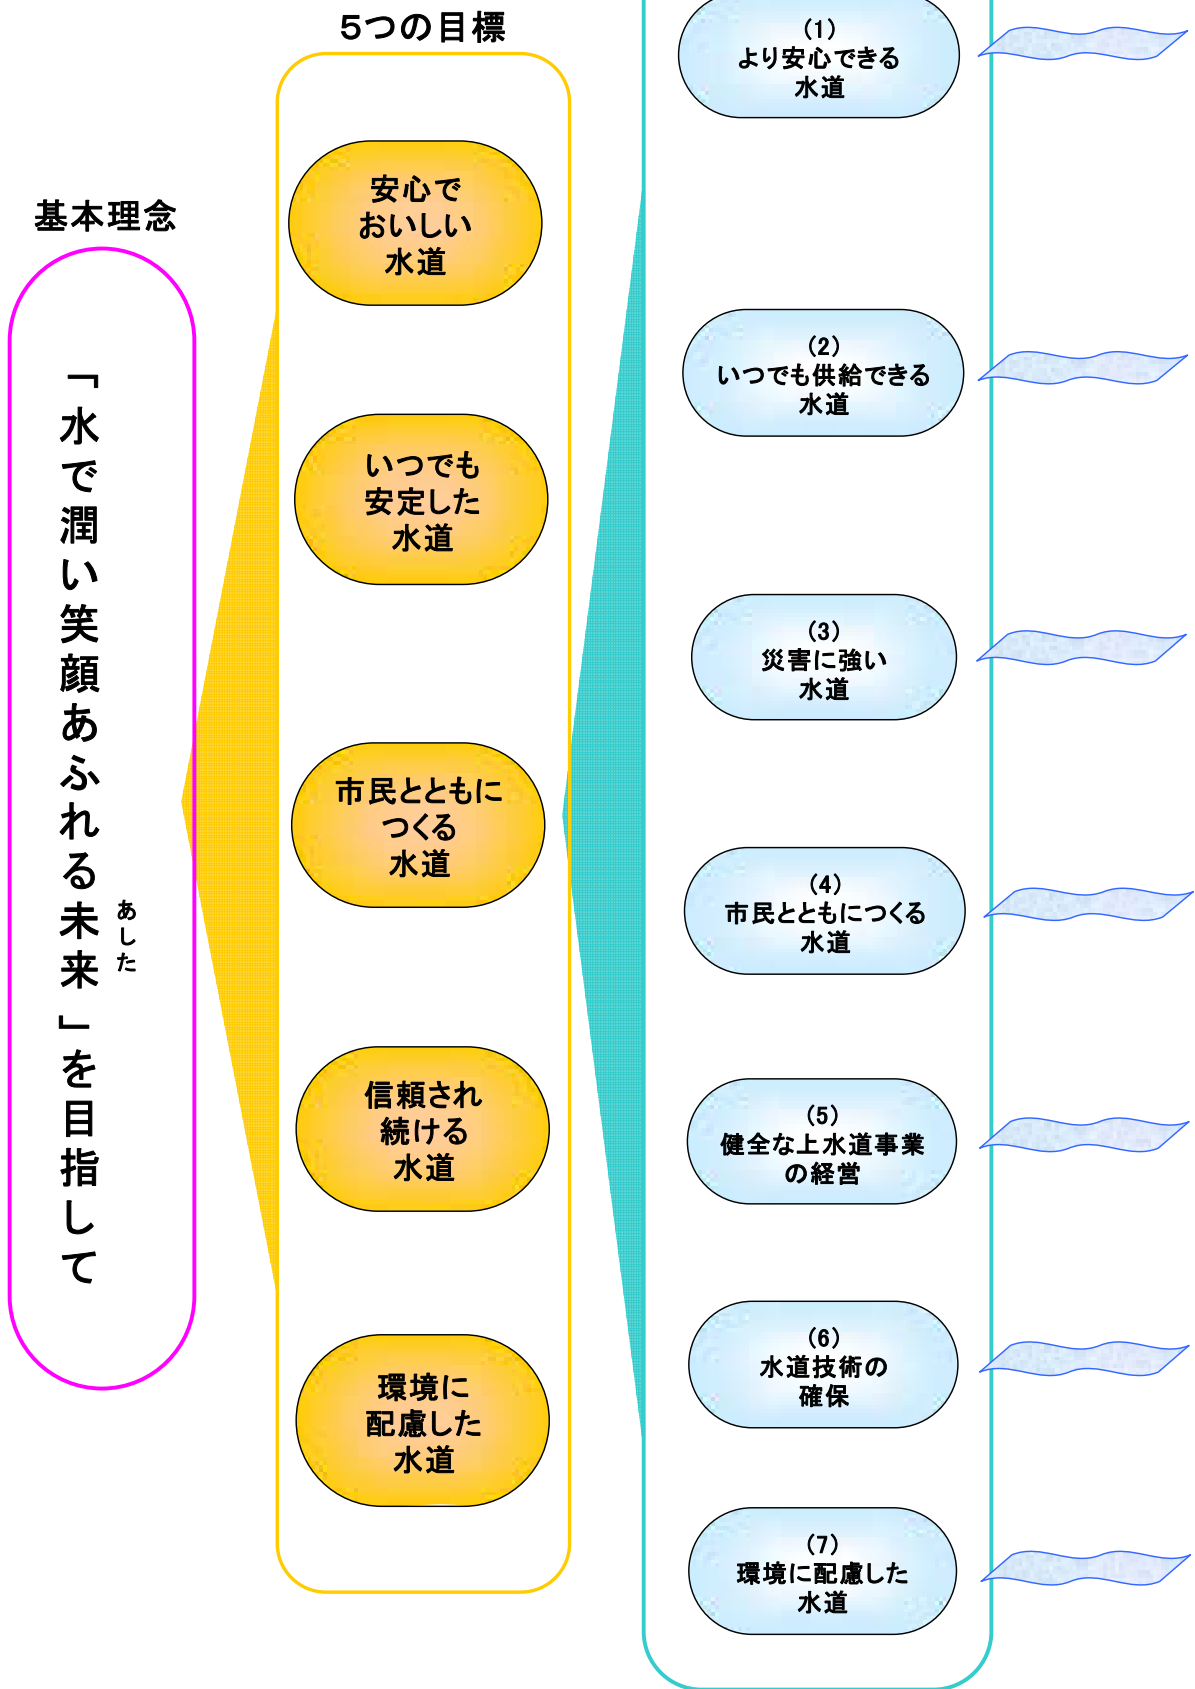 基本理念
「水で潤い笑顔あふれる未来」を目指して
あした
5つの目標
安心で
おいしい
水道
いつでも
安定した
水道
市民とともに
つくる
水道
信頼され
続ける
水道
環境に
配慮した
水道
(1)
より安心できる
水道
(2)
いつでも供給できる
水道
(3)
災害に強い
水道
(4)
市民とともにつくる
水道
(5)
健全な上水道事業
の経営
(6)
水道技術の
確保
(7)
環境に配慮した
水道